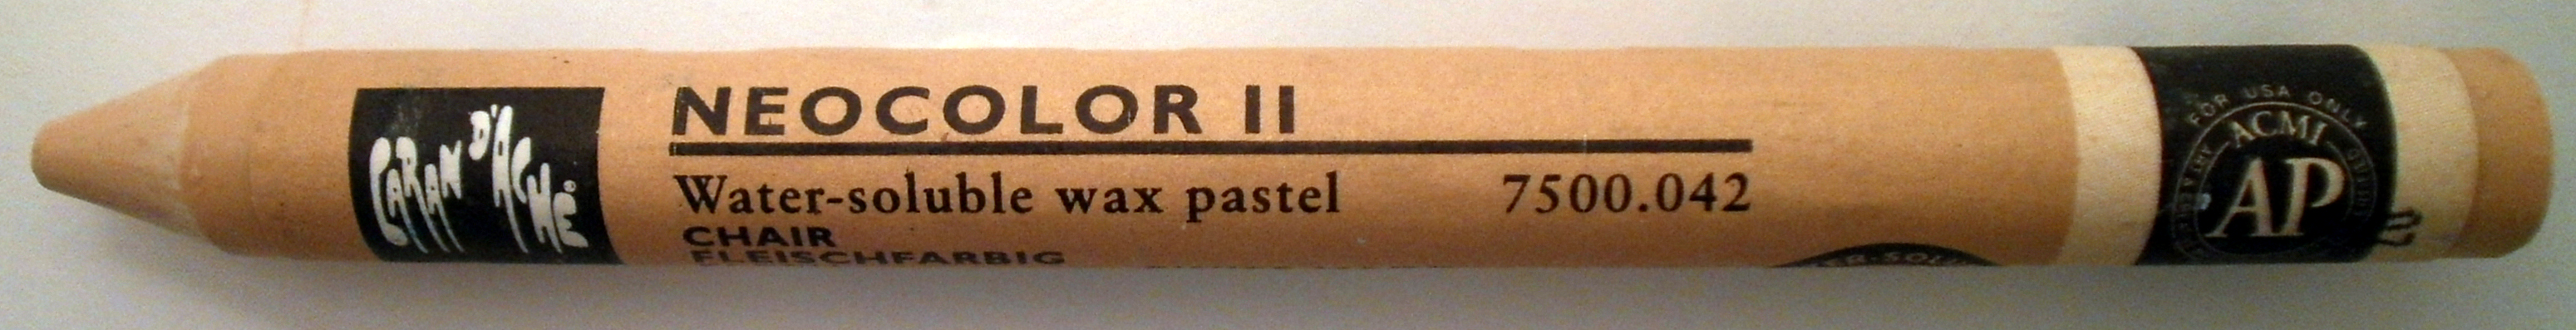 CARAN D'ACHE
NEOCOLOR II
Water-soluble wax pastel 7500.042
CHAIR
FLEISCHFARBIG
FOR USA ONLY
ACMI
AP